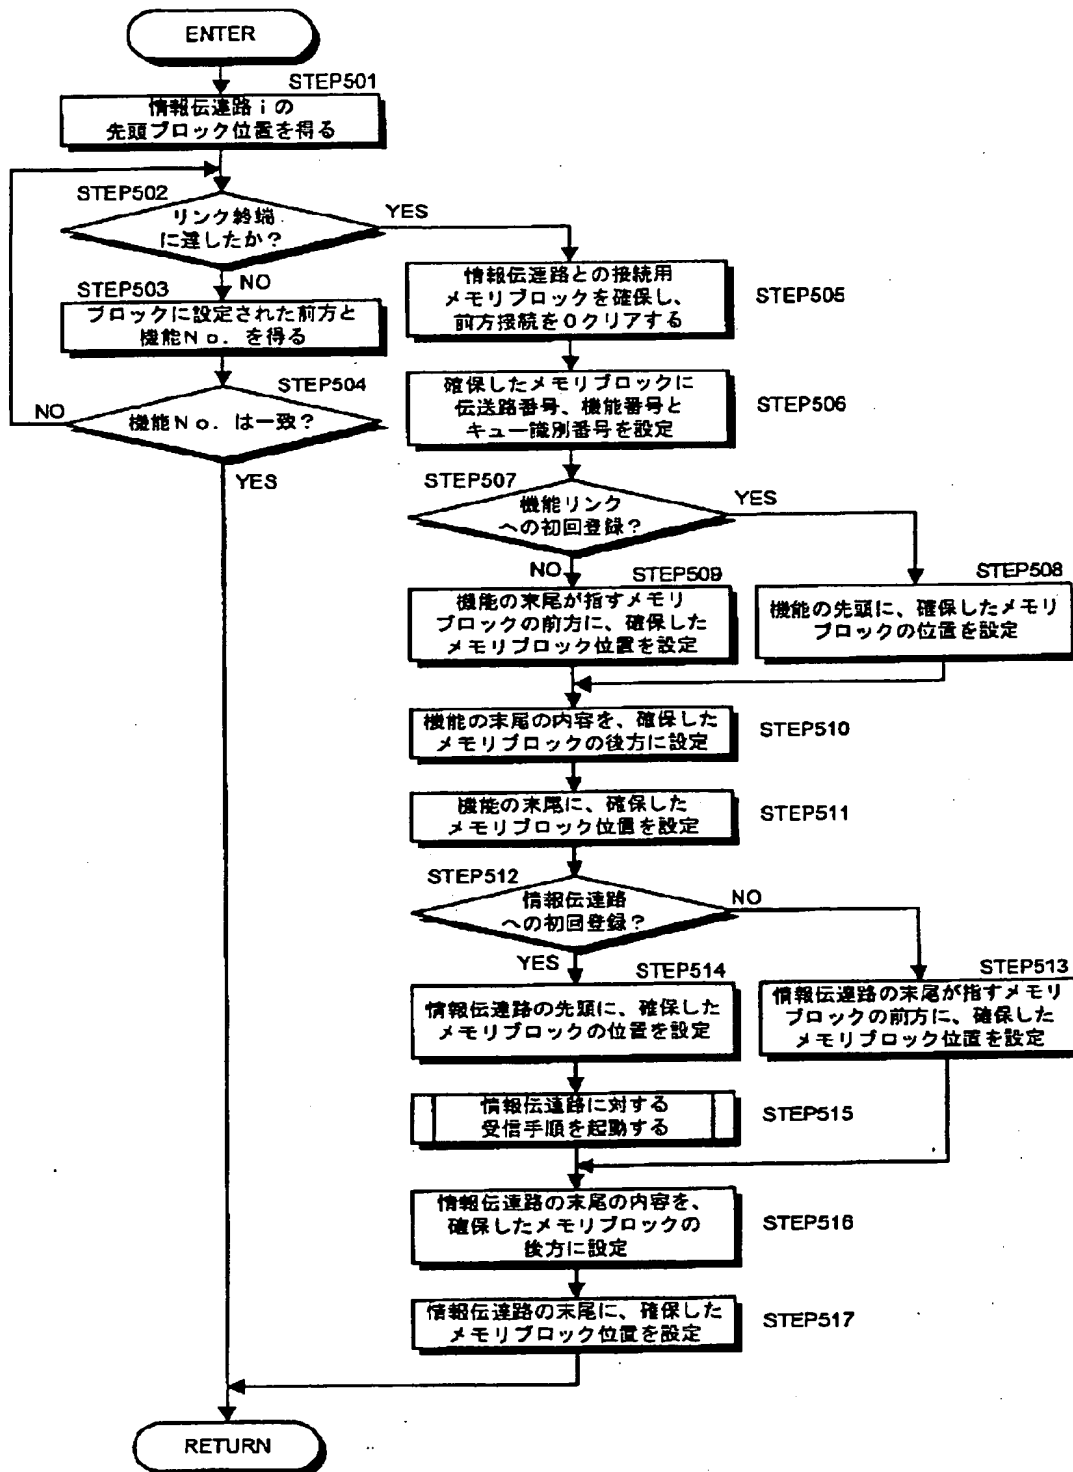 ENTER
STEP501
情報伝達路iの
先頭ブロック位置を得る
STEP502
リンク終端
に達したか?
YES
NO
STEP503
ブロックに設定された前方と
機能No. を得る
STEP504
機能No. は一致?
NO
YES
情報伝達路との接続用
メモリブロックを確保し、
前方接続を0クリアする
STEP505
確保したメモリブロックに
伝送路番号、機能番号と
キュー識別番号を設定
STEP506
STEP507
機能リンク
への初回登録?
YES
NO
STEP509
機能の末尾が指すメモリ
ブロックの前方に、確保した
メモリブロック位置を設定
STEP508
機能の先頭に、確保したメモリ
ブロックの位置を設定
機能の末尾の内容を、確保した
メモリブロックの後方に設定
STEP510
機能の末尾に、確保した
メモリブロック位置を設定
STEP511
STEP512
情報伝達路
への初回登録?
NO
YES
STEP514
情報伝達路の先頭に、確保した
メモリブロックの位置を設定
STEP513
情報伝達路の末尾が指すメモリ
ブロックの前方に、確保した
メモリブロック位置を設定
情報伝達路に対する
受信手順を起動する
STEP515
情報伝達路の末尾の内容を、
確保したメモリブロックの
後方に設定
STEP516
情報伝達路の末尾に、確保した
メモリブロック位置を設定
STEP517
RETURN